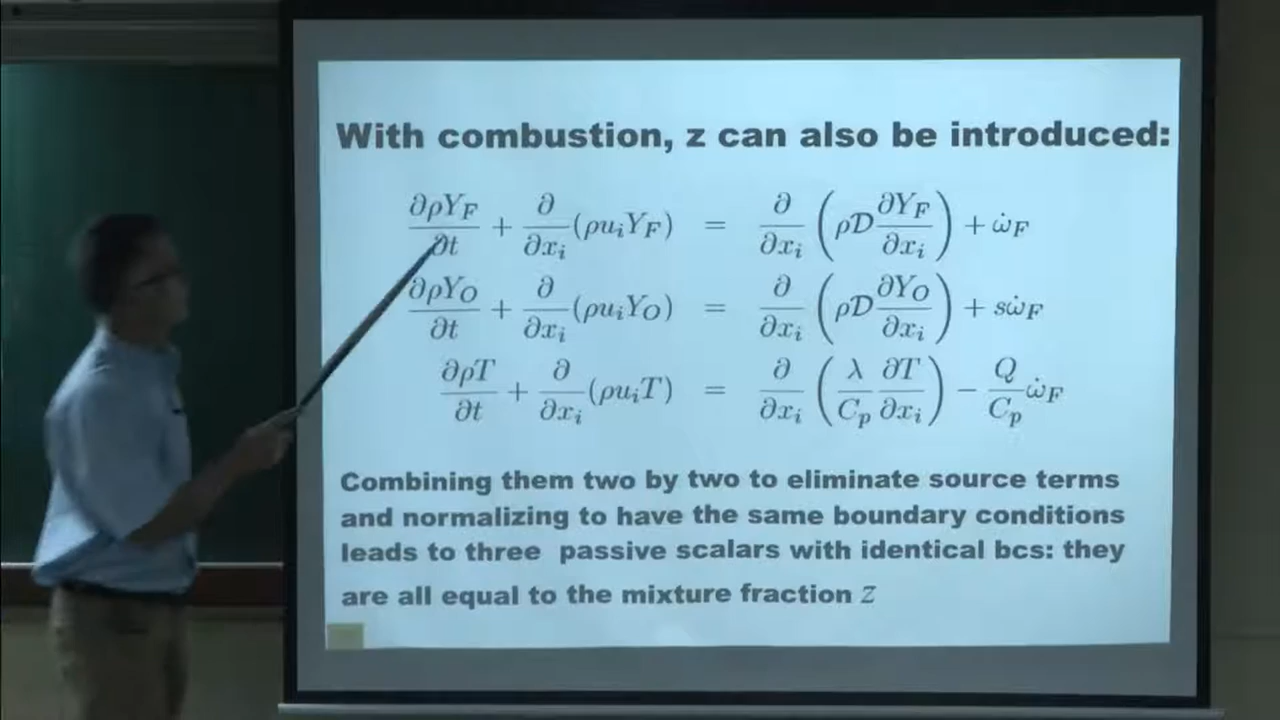 With combustion, z can also be introduced:
∂ρY_F/∂t + ∂/∂x_i (ρu_iY_F) = ∂/∂x_i (ρD ∂Y_F/∂x_i) + ω̇_F
∂ρY_O/∂t + ∂/∂x_i (ρu_iY_O) = ∂/∂x_i (ρD ∂Y_O/∂x_i) + sω̇_F
∂ρT/∂t + ∂/∂x_i (ρu_iT) = ∂/∂x_i (λ/C_p ∂T/∂x_i) − Q/C_p ω̇_F
Combining them two by two to eliminate source terms
and normalizing to have the same boundary conditions
leads to three passive scalars with identical bcs: they
are all equal to the mixture fraction z